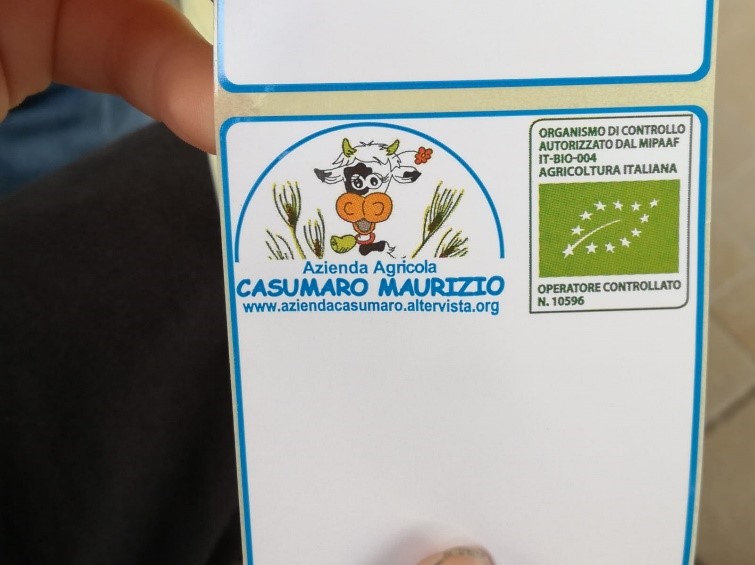 Azienda Agricola
CASUMARO MAURIZIO
www.aziendacasumaro.altervista.org
ORGANISMO DI CONTROLLO
AUTORIZZATO DAL MIPAAF
IT-BIO-004
AGRICOLTURA ITALIANA
OPERATORE CONTROLLATO
N. 10596